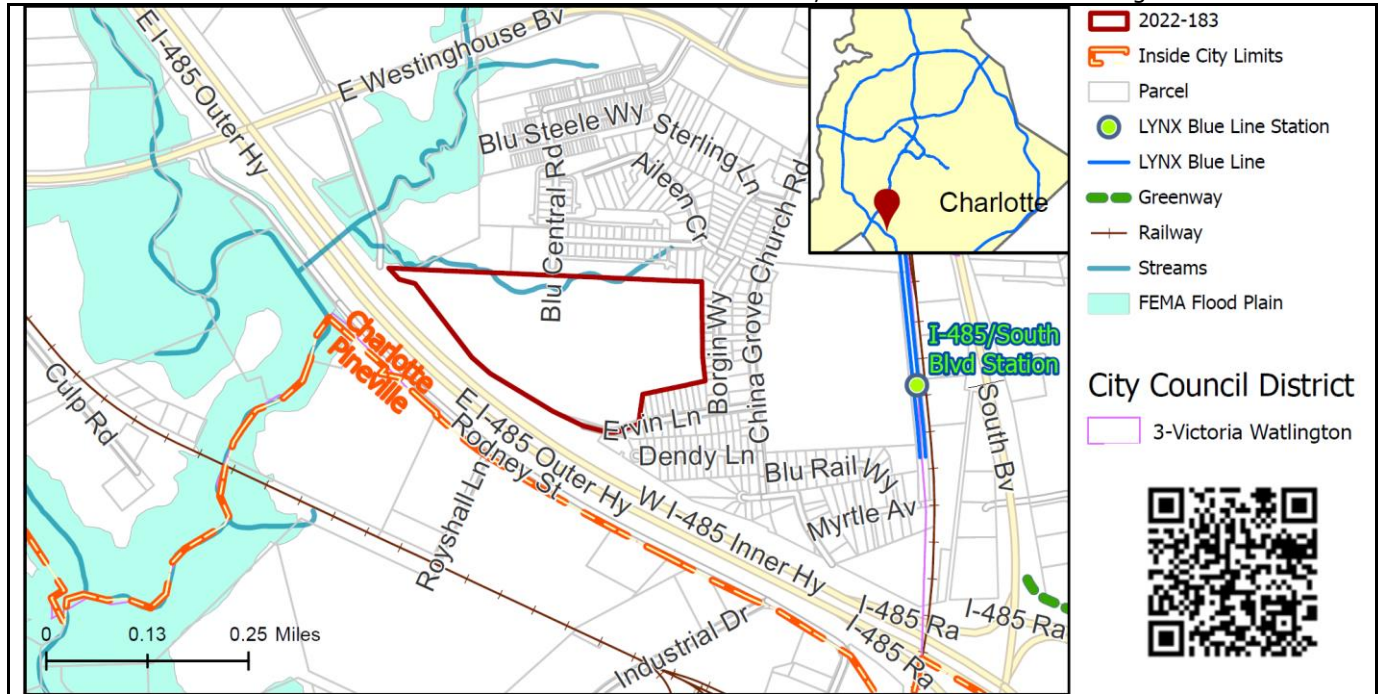 E Westinghouse Bv
E I-485 Outer Hy
Blu Steele Wy
Sterling Ln
Aileen Cr
Blu Central Rd
China Grove Church Rd
Borgin Wy
Charlotte
Pineville
Culp Rd
E I-485 Outer Hy
Rodney St
Ervin Ln
Dendy Ln
Blu Rail Wy
Myrtle Av
W I-485 Inner Hy
Royshall Ln
Industrial Dr
I-485 Ra
I-485 Ra
I-485 Ra
South Bv
I-485/South
Blvd Station
Charlotte
0 0.13 0.25 Miles
2022-183
Inside City Limits
Parcel
LYNX Blue Line Station
LYNX Blue Line
Greenway
Railway
Streams
FEMA Flood Plain
City Council District
3-Victoria Watlington